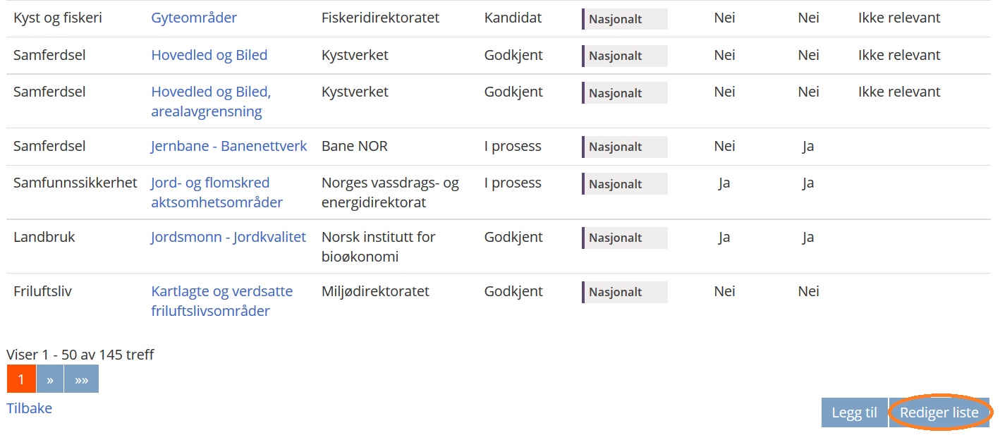 Kyst og fiskeri Gyteområder Fiskeridirektoratet Kandidat Nasjonalt Nei Nei Ikke relevant
Samferdsel Hovedled og Biled Kystverket Godkjent Nasjonalt Nei Nei Ikke relevant
Samferdsel Hovedled og Biled, Kystverket Godkjent Nasjonalt Nei Nei Ikke relevant
arealavgrensning
Samferdsel Jernbane - Banenettverk Bane NOR I prosess Nasjonalt Nei Ja
Samfunnssikkerhet Jord- og flomskred Norges vassdrags- og I prosess Nasjonalt Ja Ja
aktsomhetsområder energidirektorat
Landbruk Jordsmonn - Jordkvalitet Norsk institutt for Godkjent Nasjonalt Ja Ja
bioøkonomi
Friluftsliv Kartlagte og verdsatte Miljødirektoratet Godkjent Nasjonalt Nei Nei
friluftslivsområder
Viser 1 - 50 av 145 treff
1 » »»
Tilbake
Legg til Rediger liste